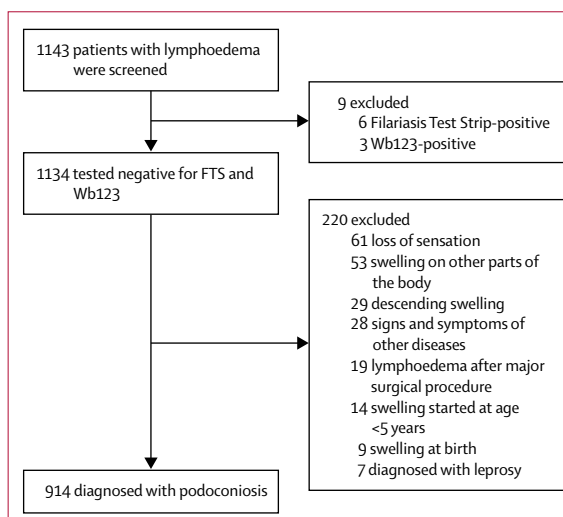 1143 patients with lymphoedema
were screened
9 excluded
6 Filariasis Test Strip-positive
3 Wb123-positive
1134 tested negative for FTS and
Wb123
220 excluded
61 loss of sensation
53 swelling on other parts of
the body
29 descending swelling
28 signs and symptoms of
other diseases
19 lymphoedema after major
surgical procedure
14 swelling started at age
<5 years
9 swelling at birth
7 diagnosed with leprosy
914 diagnosed with podoconiosis